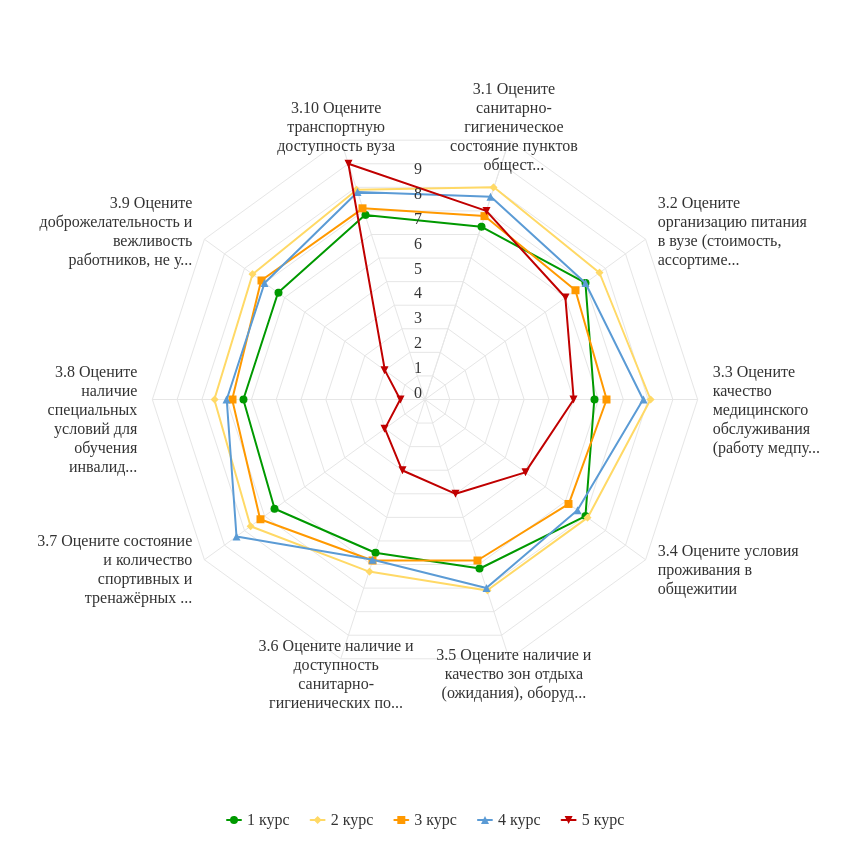 3.1 Оцените
санитарно-
гигиеническое
состояние пунктов
общест...
3.2 Оцените
организацию питания
в вузе (стоимость,
ассортиме...
3.3 Оцените
качество
медицинского
обслуживания
(работу медпу...
3.4 Оцените условия
проживания в
общежитии
3.5 Оцените наличие и
качество зон отдыха
(ожидания), оборуд...
3.6 Оцените наличие и
доступность
санитарно-
гигиенических по...
3.7 Оцените состояние
и количество
спортивных и
тренажёрных ...
3.8 Оцените
наличие
специальных
условий для
обучения
инвалид...
3.9 Оцените
доброжелательность и
вежливость
работников, не у...
3.10 Оцените
транспортную
доступность вуза
9
8
7
6
5
4
3
2
1
0
1 курс 2 курс 3 курс 4 курс 5 курс